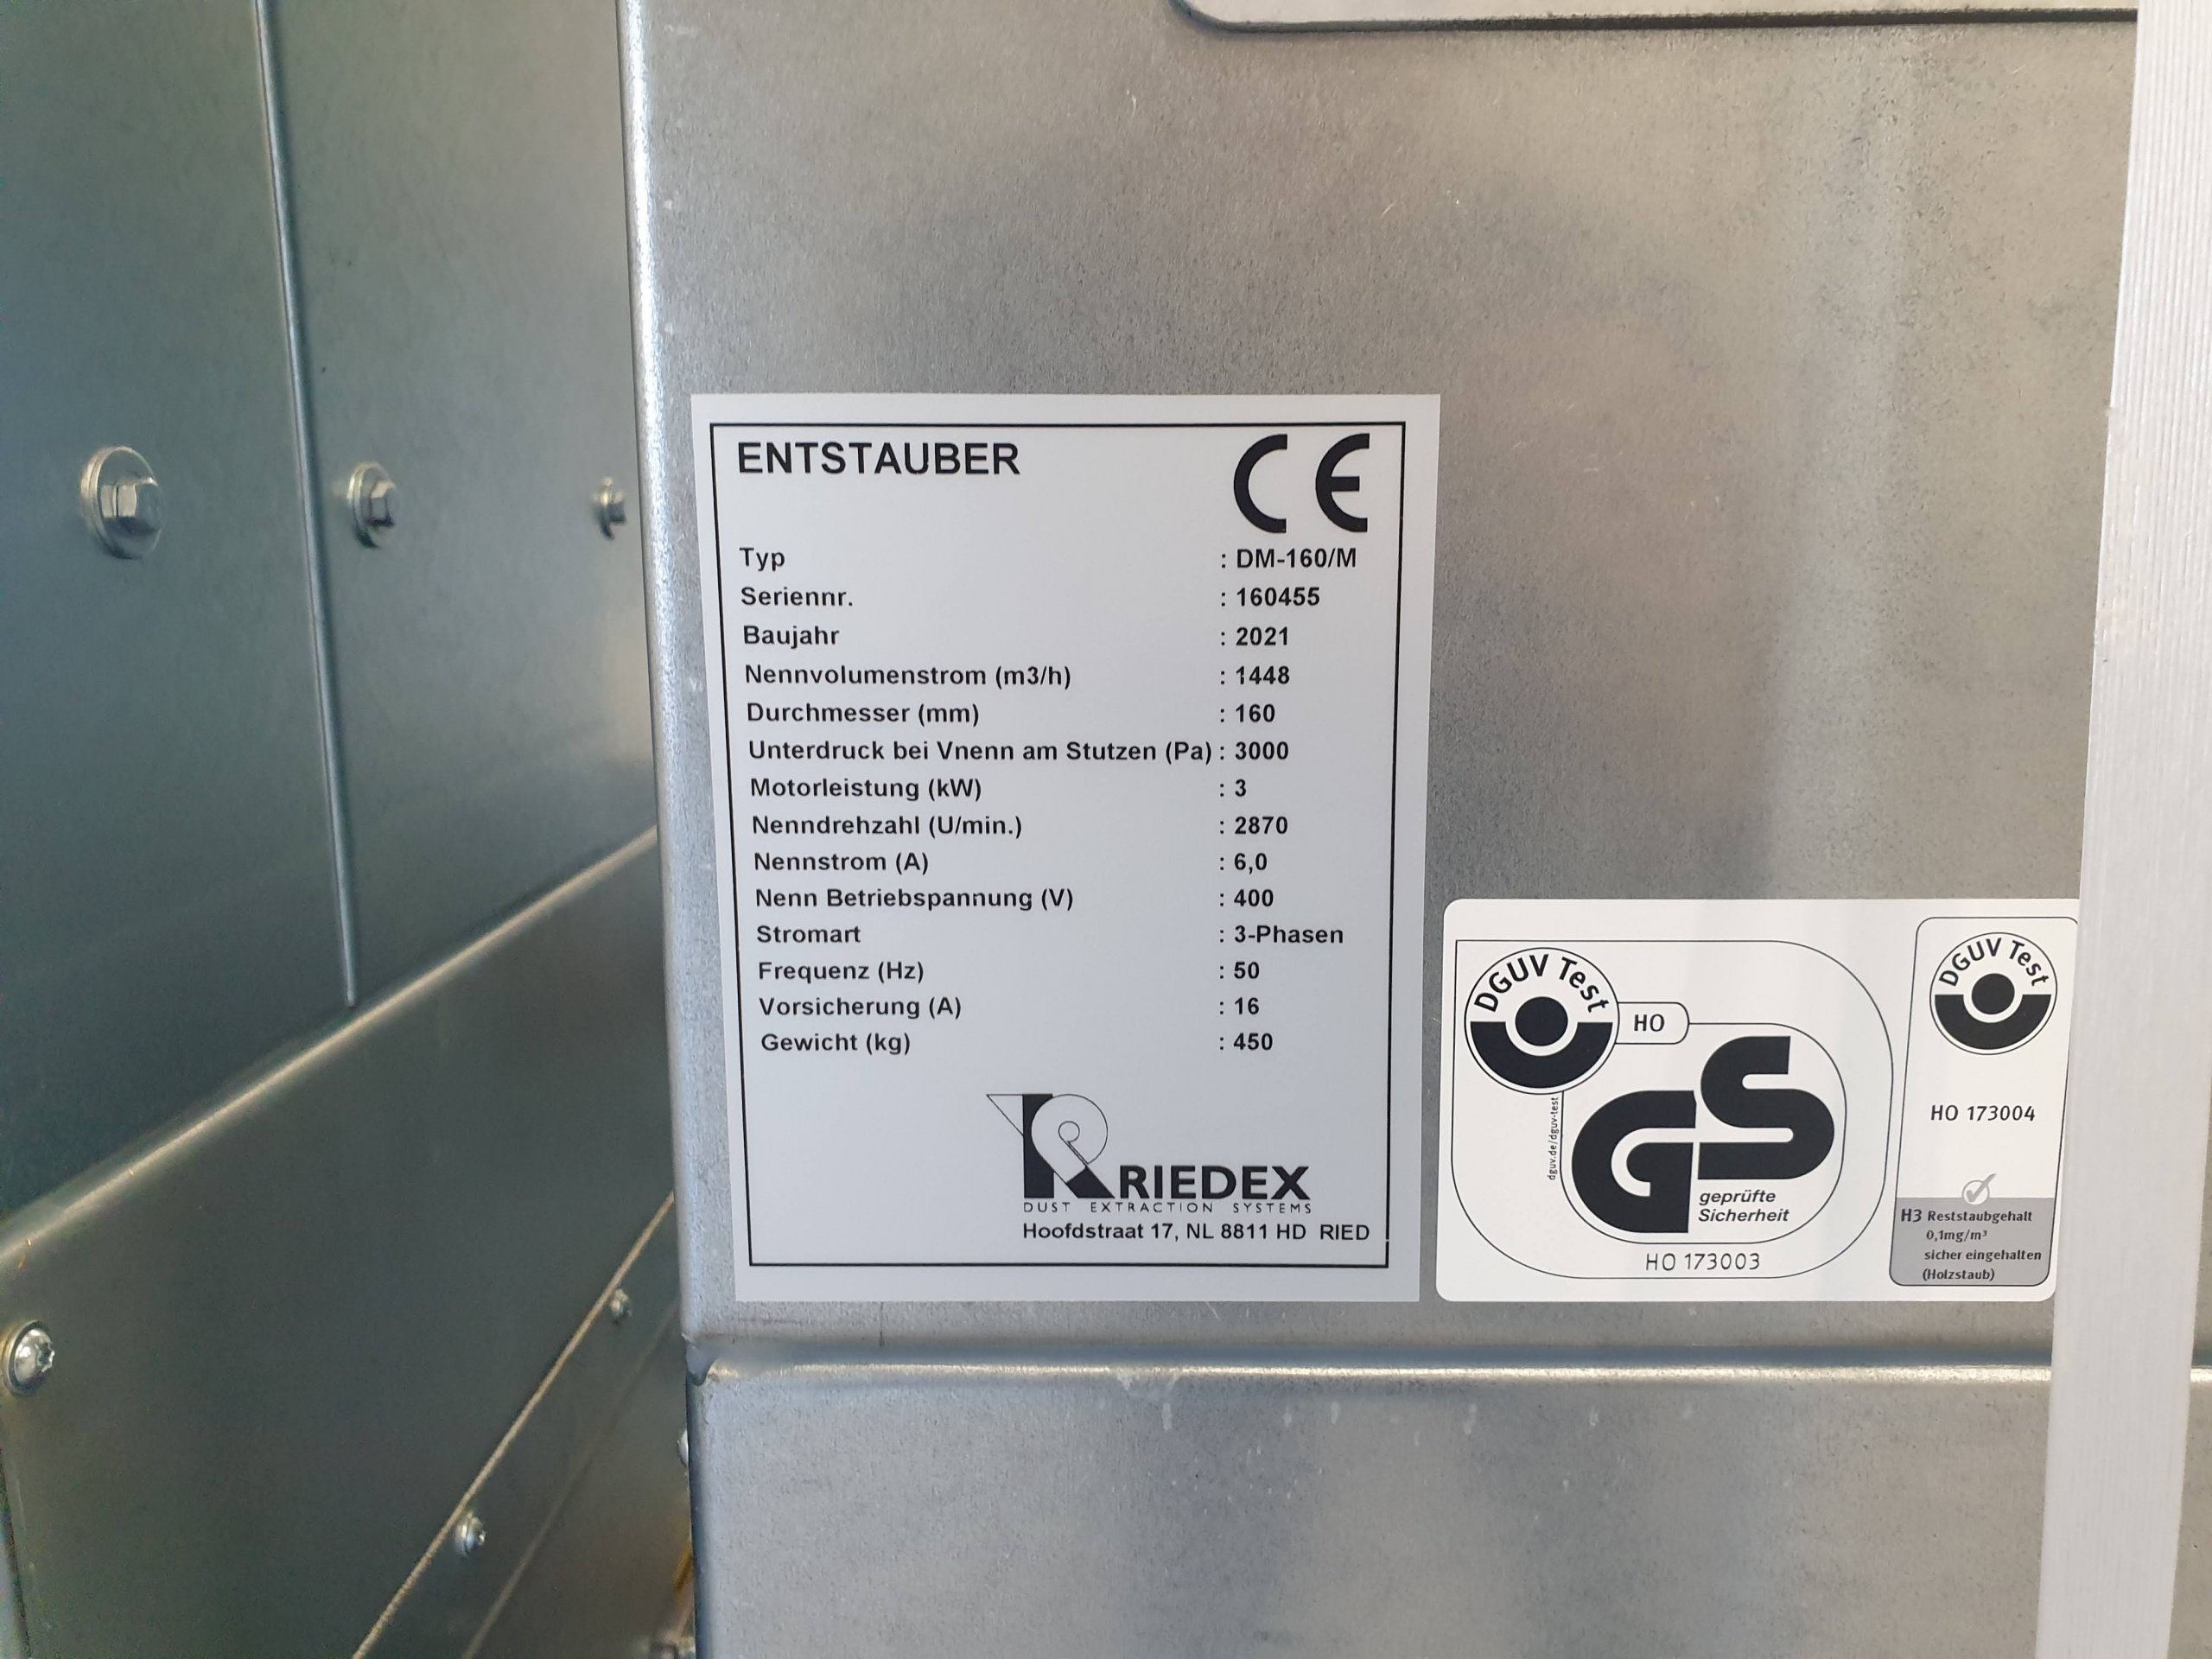 ENTSTAUBER
CE
Typ : DM-160/M
Seriennr. : 160455
Baujahr : 2021
Nennvolumenstrom (m3/h) : 1448
Durchmesser (mm) : 160
Unterdruck bei Vnenn am Stutzen (Pa) : 3000
Motorleistung (kW) : 3
Nenndrehzahl (U/min.) : 2870
Nennstrom (A) : 6,0
Nenn Betriebspannung (V) : 400
Stromart : 3-Phasen
Frequenz (Hz) : 50
Vorsicherung (A) : 16
Gewicht (kg) : 450
RIEDEX
DUST EXTRACTION SYSTEMS
Hoofdstraat 17, NL 8811 HD RIED
DGUV Test
HO
dguv.de/dguv-test
GS
geprüfte
Sicherheit
HO 173003
DGUV Test
HO 173004
H3 Reststaubgehalt
0,1mg/m³
sicher eingehalten
(Holzstaub)